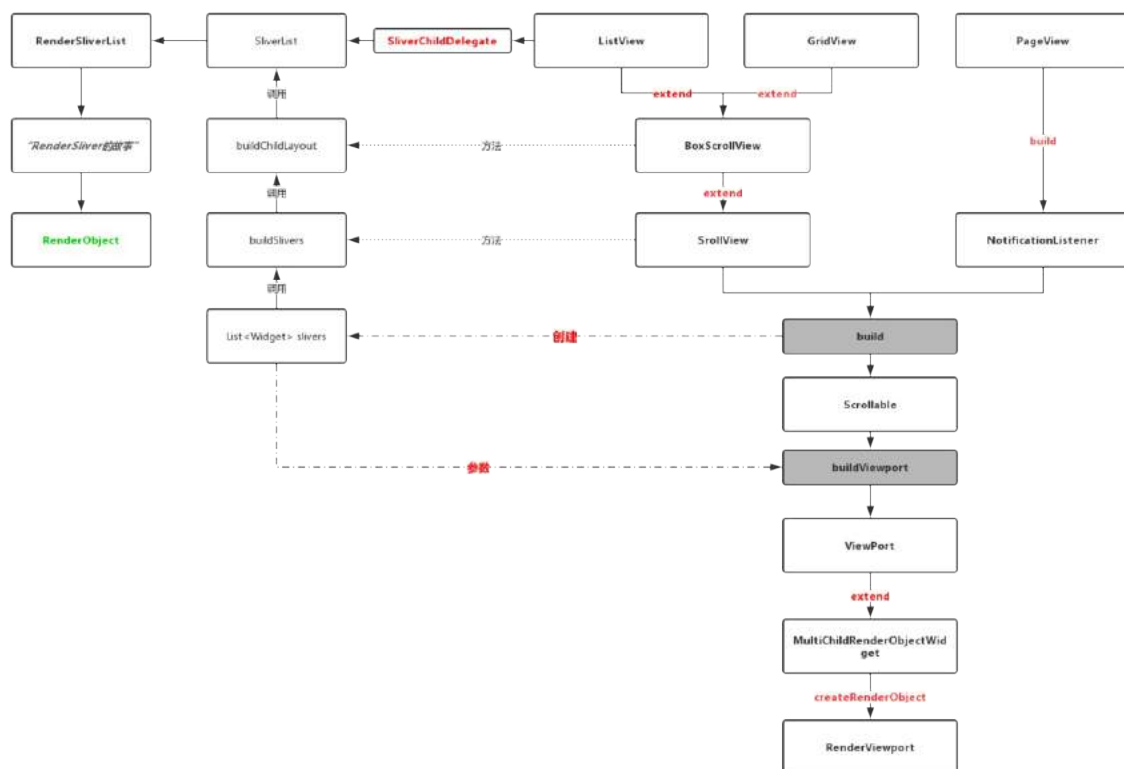 RenderSliverList
SliverList
SliverChildDelegate
ListView
GridView
PageView
调用
extend
extend
"RenderSliver的故事"
buildChildLayout
方法
BoxScrollView
build
调用
extend
RenderObject
buildSlivers
方法
SrollView
NotificationListener
调用
List<Widget> slivers
创建
build
Scrollable
参数
buildViewport
ViewPort
extend
MultiChildRenderObjectWid
get
createRenderObject
RenderViewport